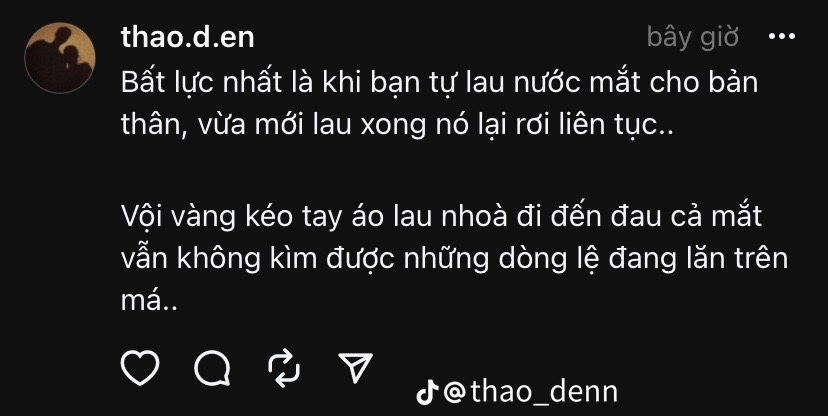 thao.d.en
bây giờ
Bất lực nhất là khi bạn tự lau nước mắt cho bản
thân, vừa mới lau xong nó lại rơi liên tục..
Vội vàng kéo tay áo lau nhoà đi đến đau cả mắt
vẫn không kìm được những dòng lệ đang lăn trên
má..
@thao_denn